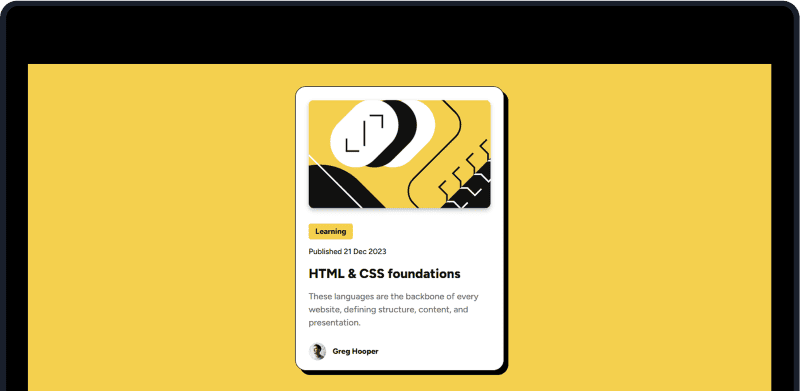 Learning
Published 21 Dec 2023
HTML & CSS foundations
These languages are the backbone of every
website, defining structure, content, and
presentation.
Greg Hooper